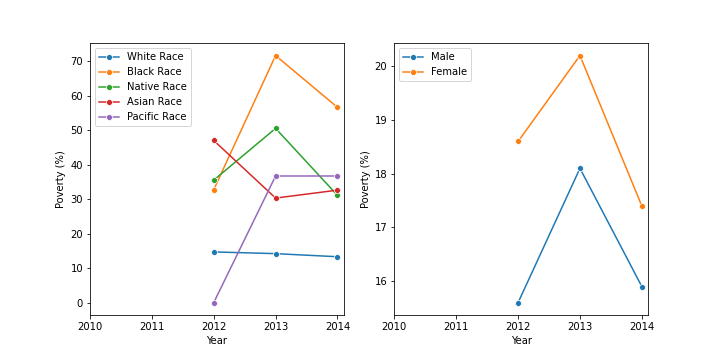 White Race
Black Race
Native Race
Asian Race
Pacific Race
70
60
50
40
30
20
10
0
Poverty (%)
2010 2011 2012 2013 2014
Year
Male
Female
20
19
18
17
16
Poverty (%)
2010 2011 2012 2013 2014
Year